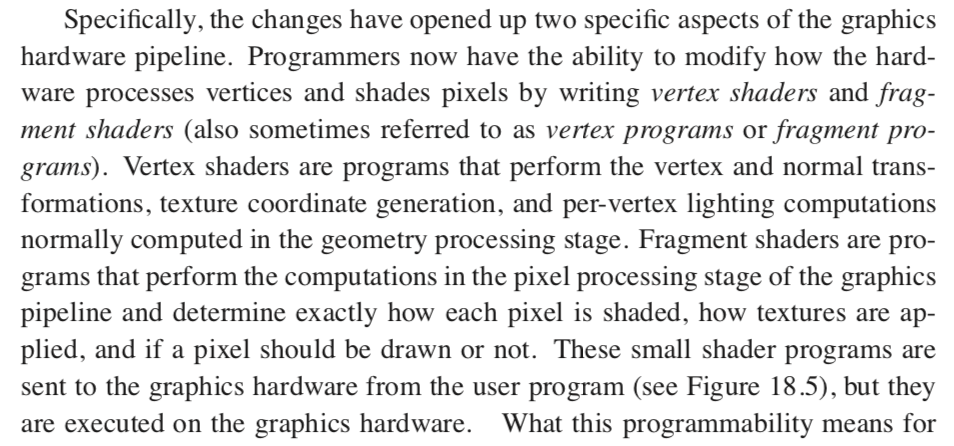 Specifically, the changes have opened up two specific aspects of the graphics
hardware pipeline. Programmers now have the ability to modify how the hard-
ware processes vertices and shades pixels by writing vertex shaders and frag-
ment shaders (also sometimes referred to as vertex programs or fragment pro-
grams). Vertex shaders are programs that perform the vertex and normal trans-
formations, texture coordinate generation, and per-vertex lighting computations
normally computed in the geometry processing stage. Fragment shaders are pro-
grams that perform the computations in the pixel processing stage of the graphics
pipeline and determine exactly how each pixel is shaded, how textures are ap-
plied, and if a pixel should be drawn or not. These small shader programs are
sent to the graphics hardware from the user program (see Figure 18.5), but they
are executed on the graphics hardware. What this programmability means for